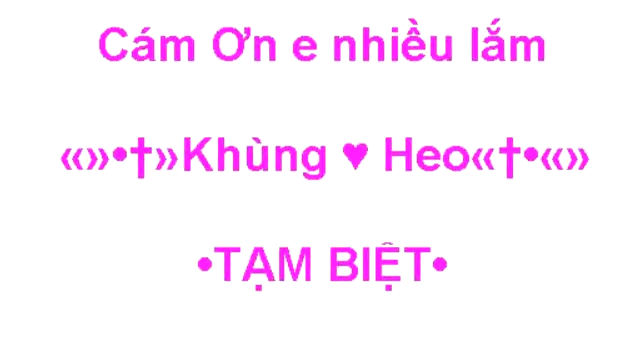 Cám Ơn e nhiều lắm
«»•†»Khùng ♥ Heo«†•«»
•TẠM BIỆT•